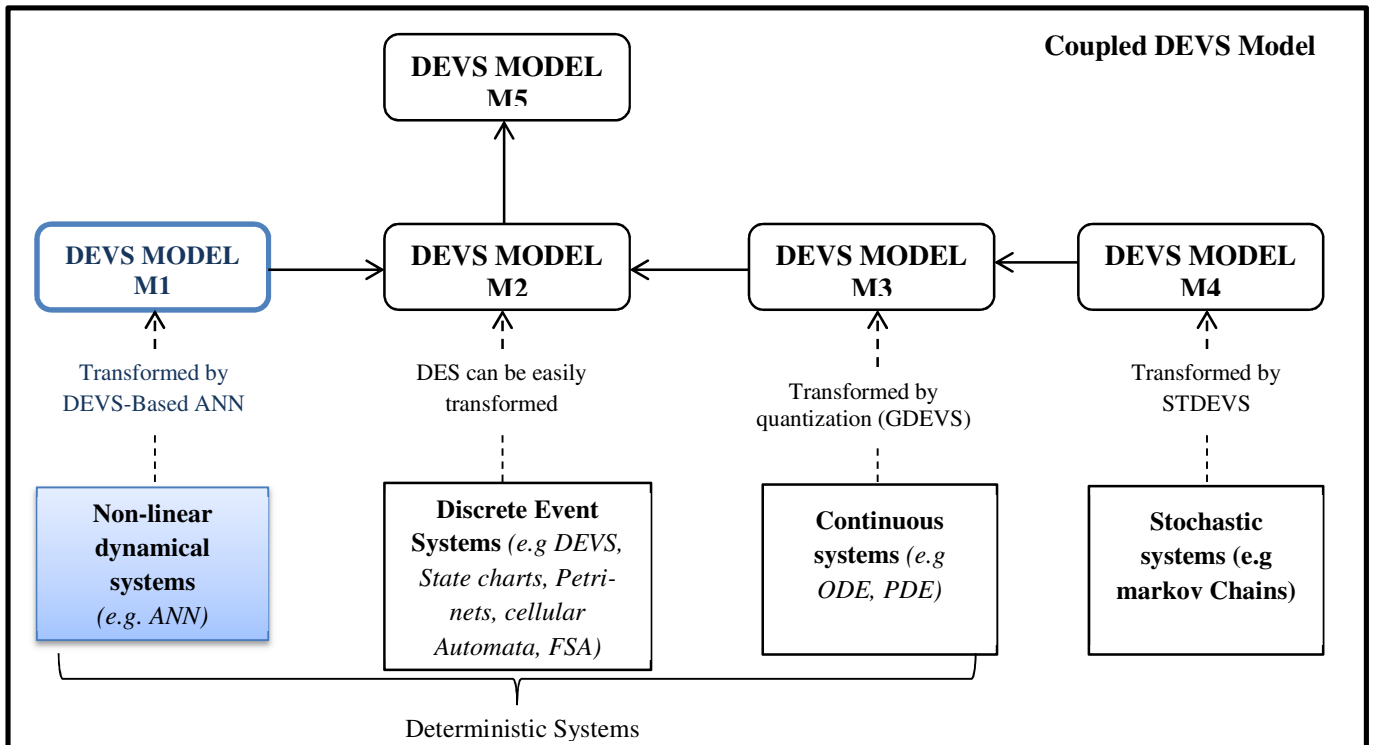 Coupled DEVS Model
DEVS MODEL
M5
DEVS MODEL
M1
DEVS MODEL
M2
DEVS MODEL
M3
DEVS MODEL
M4
Transformed by
DEVS-Based ANN
DES can be easily
transformed
Transformed by
quantization (GDEVS)
Transformed by
STDEVS
Non-linear
dynamical
systems
(e.g. ANN)
Discrete Event
Systems (e.g DEVS,
State charts, Petri-
nets, cellular
Automata, FSA)
Continuous
systems (e.g
ODE, PDE)
Stochastic
systems (e.g
markov Chains)
Deterministic Systems